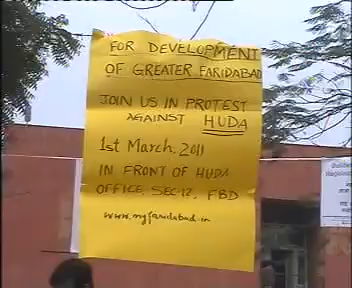 FOR DEVELOPMENT
OF GREATER FARIDABAD
JOIN US IN PROTEST
AGAINST HUDA
1st March, 2011
IN FRONT OF HUDA
OFFICE, SEC-12, FBD
www.myfaridabad.in